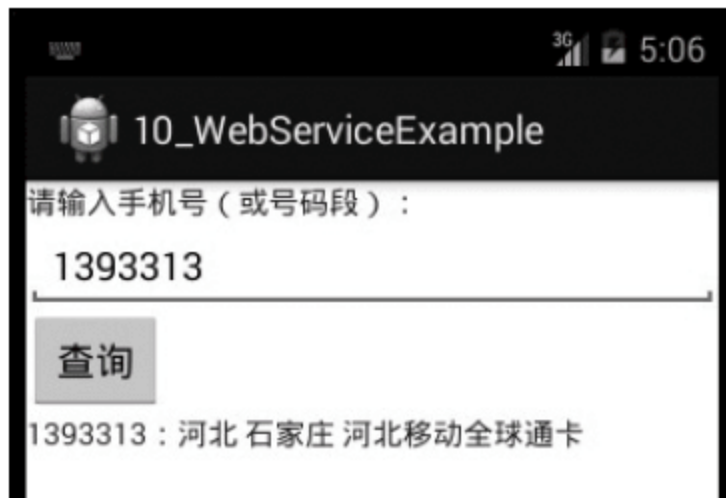 3G 5:06
10_WebServiceExample
请输入手机号（或号码段）：
1393313
查询
1393313：河北 石家庄 河北移动全球通卡